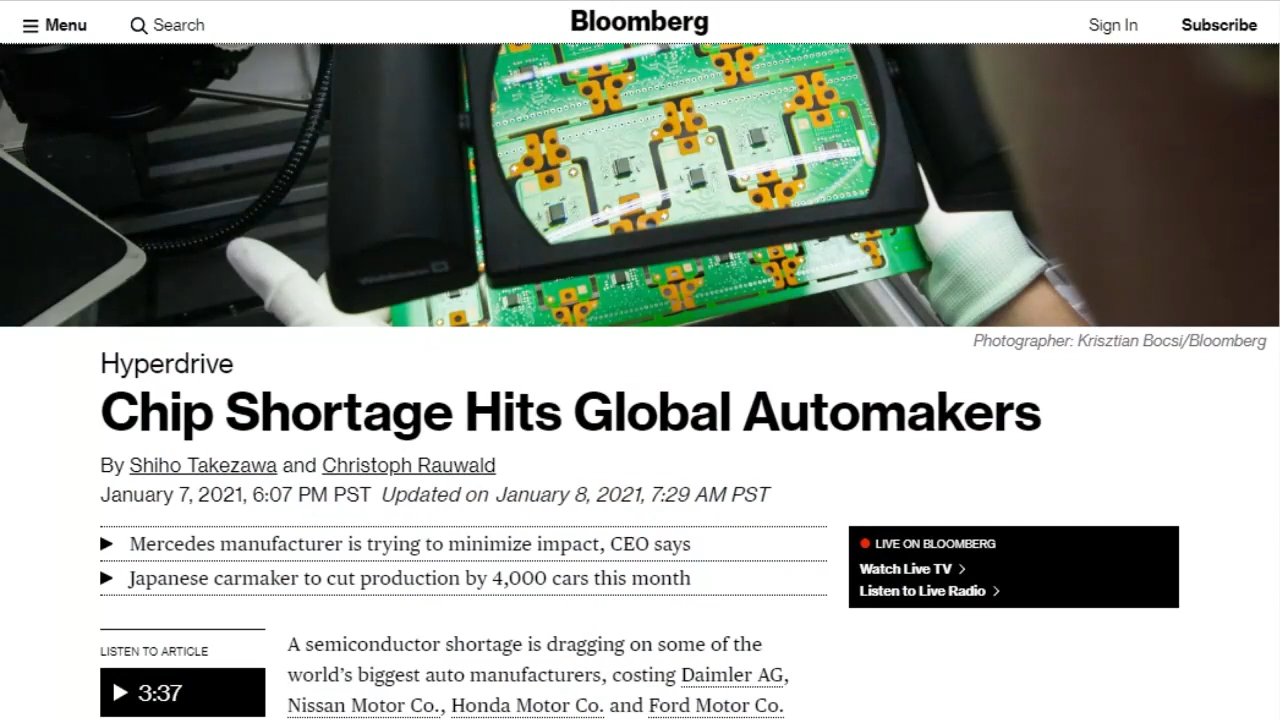 Menu
Search
Bloomberg
Sign In
Subscribe
Photographer: Krisztian Bocsi/Bloomberg
Hyperdrive
Chip Shortage Hits Global Automakers
By Shiho Takezawa and Christoph Rauwald
January 7, 2021, 6:07 PM PST Updated on January 8, 2021, 7:29 AM PST
Mercedes manufacturer is trying to minimize impact, CEO says
Japanese carmaker to cut production by 4,000 cars this month
LIVE ON BLOOMBERG
Watch Live TV >
Listen to Live Radio >
LISTEN TO ARTICLE
3:37
A semiconductor shortage is dragging on some of the
world’s biggest auto manufacturers, costing Daimler AG,
Nissan Motor Co., Honda Motor Co. and Ford Motor Co.